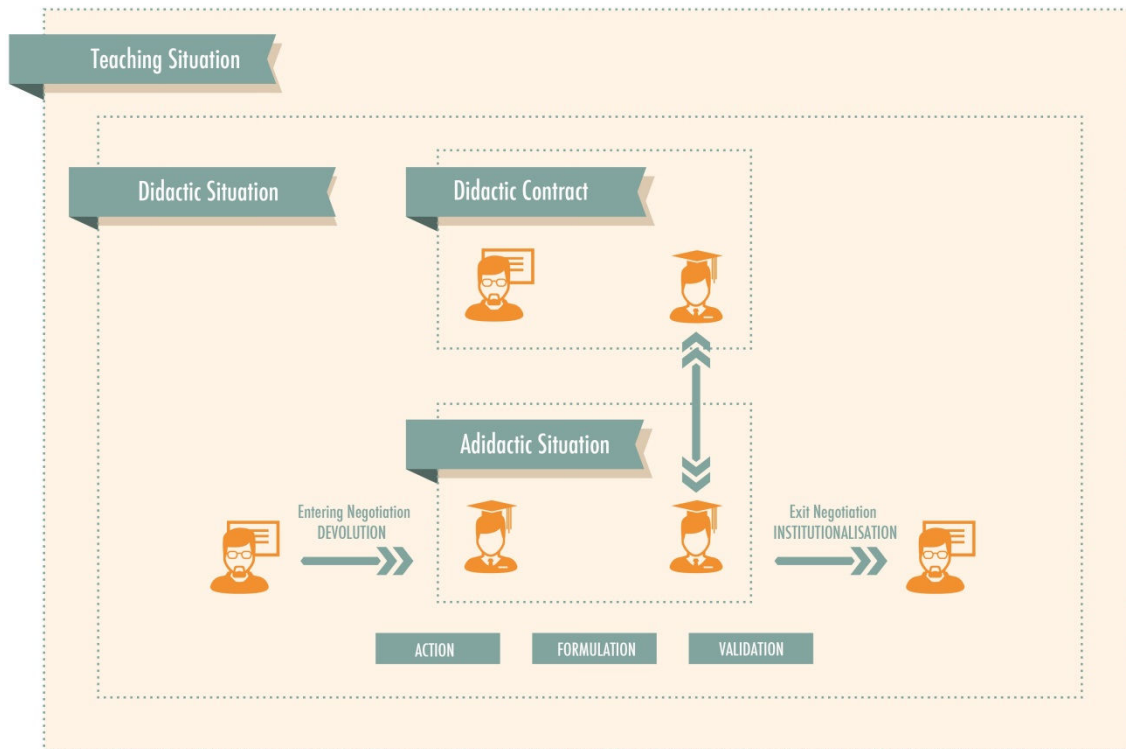 Teaching Situation
Didactic Situation
Didactic Contract
Adidactic Situation
Entering Negotiation
DEVOLUTION
Exit Negotiation
INSTITUTIONALISATION
ACTION
FORMULATION
VALIDATION